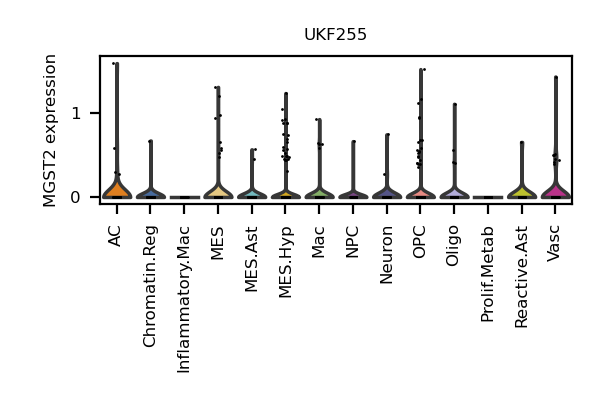 UKF255
MGST2 expression
1
0
AC
Chromatin.Reg
Inflammatory.Mac
MES
MES.Ast
MES.Hyp
Mac
NPC
Neuron
OPC
Oligo
Prolif.Metab
Reactive.Ast
Vasc